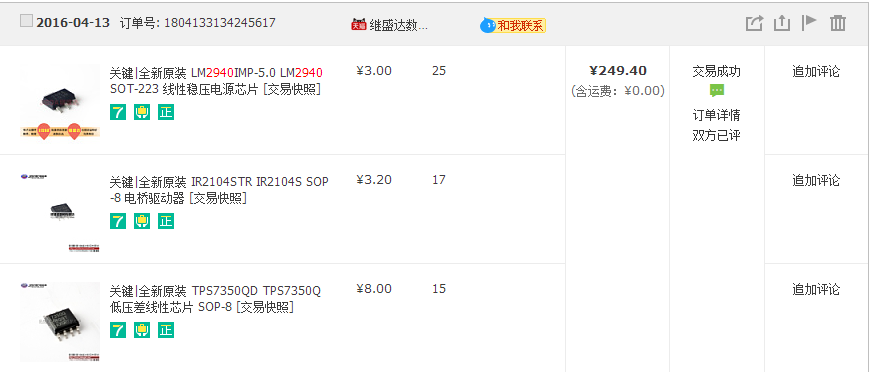 2016-04-13 订单号: 1804133134245617 天猫 维盛达数... 和我联系
关键|全新原装 LM2940IMP-5.0 LM2940 ¥3.00 25 ¥249.40 交易成功 追加评论
SOT-223 线性稳压电源芯片 [交易快照] (含运费: ¥0.00)
7 正 订单详情
双方已评
关键|全新原装 IR2104STR IR2104S SOP ¥3.20 17 追加评论
-8 电桥驱动器 [交易快照]
7 正
关键|全新原装 TPS7350QD TPS7350Q ¥8.00 15 追加评论
低压差线性芯片 SOP-8 [交易快照]
7 正